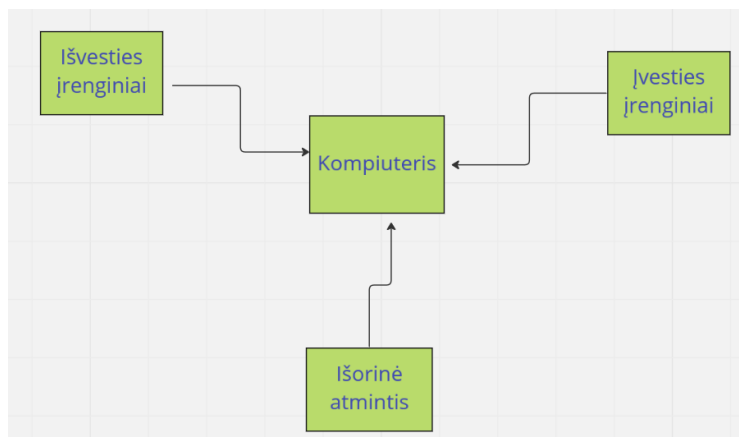 Išvesties
įrenginiai
Įvesties
įrenginiai
Kompiuteris
Išorinė
atmintis